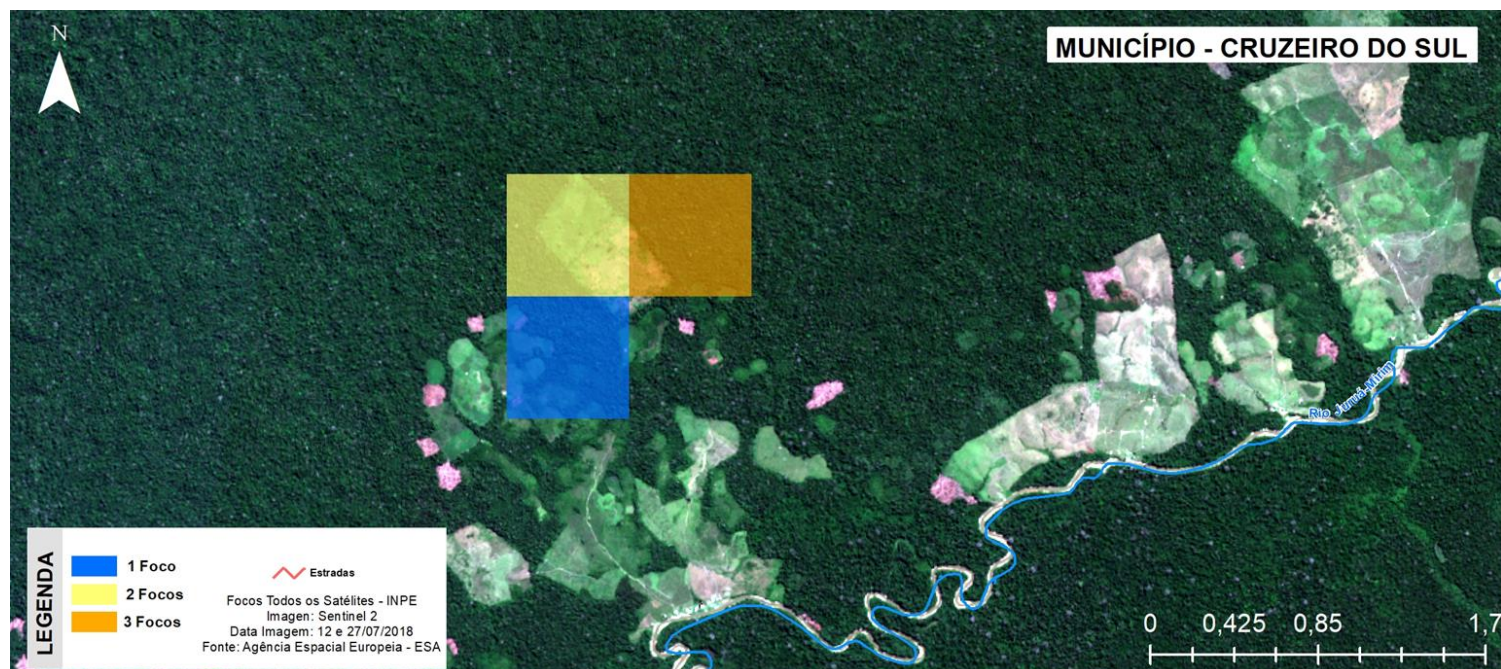 N
MUNICÍPIO - CRUZEIRO DO SUL
Rio Juruá-Mirim
LEGENDA
1 Foco
2 Focos
3 Focos
Estradas
Focos Todos os Satélites - INPE
Imagen: Sentinel 2
Data Imagem: 12 e 27/07/2018
Fonte: Agência Espacial Europeia - ESA
0 0,425 0,85 1,7